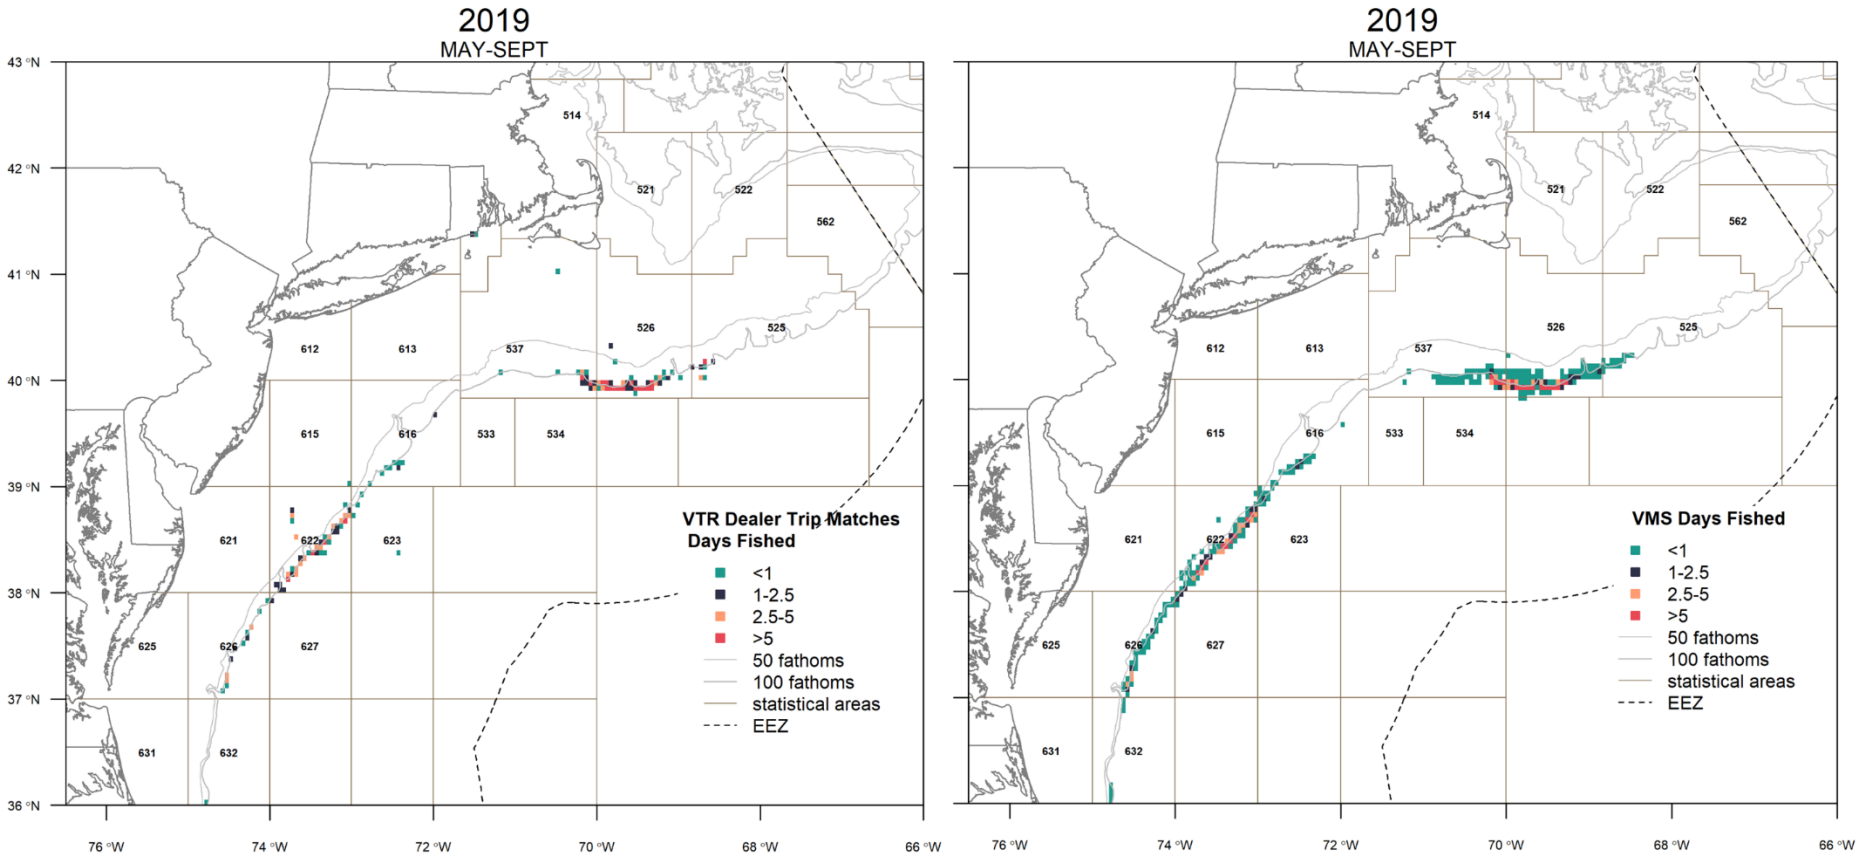 2019
MAY-SEPT
43 °N
42 °N
41 °N
40 °N
39 °N
38 °N
37 °N
36 °N
514
521
522
562
526
525
537
612
613
615
616
533
534
621
622
623
625
626
627
631
632
VTR Dealer Trip Matches
Days Fished
<1
1-2.5
2.5-5
>5
50 fathoms
100 fathoms
statistical areas
EEZ
76 °W
74 °W
72 °W
70 °W
68 °W
66 °W
2019
MAY-SEPT
514
521
522
562
526
525
537
612
613
615
616
533
534
621
622
623
625
626
627
631
632
VMS Days Fished
<1
1-2.5
2.5-5
>5
50 fathoms
100 fathoms
statistical areas
EEZ
76 °W
74 °W
72 °W
70 °W
68 °W
66 °W